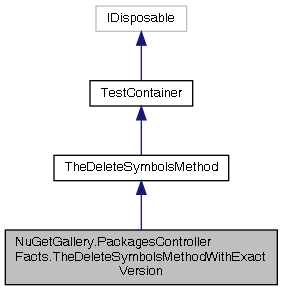 IDisposable
TestContainer
TheDeleteSymbolsMethod
NuGetGallery.PackagesController
Facts.TheDeleteSymbolsMethodWithExact
Version